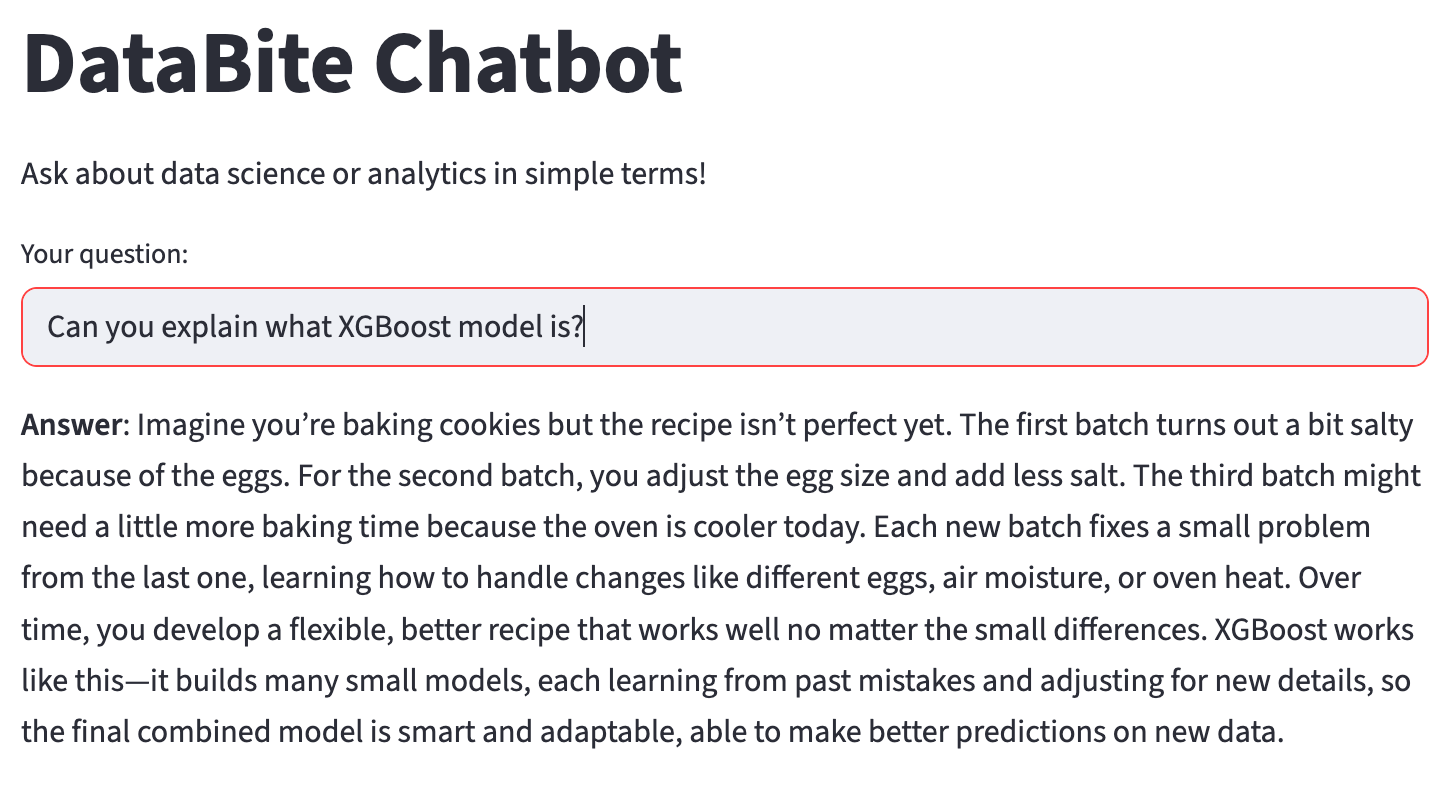 DataBite Chatbot
Ask about data science or analytics in simple terms!
Your question:
Can you explain what XGBoost model is?
Answer: Imagine you’re baking cookies but the recipe isn’t perfect yet. The first batch turns out a bit salty
because of the eggs. For the second batch, you adjust the egg size and add less salt. The third batch might
need a little more baking time because the oven is cooler today. Each new batch fixes a small problem
from the last one, learning how to handle changes like different eggs, air moisture, or oven heat. Over
time, you develop a flexible, better recipe that works well no matter the small differences. XGBoost works
like this—it builds many small models, each learning from past mistakes and adjusting for new details, so
the final combined model is smart and adaptable, able to make better predictions on new data.